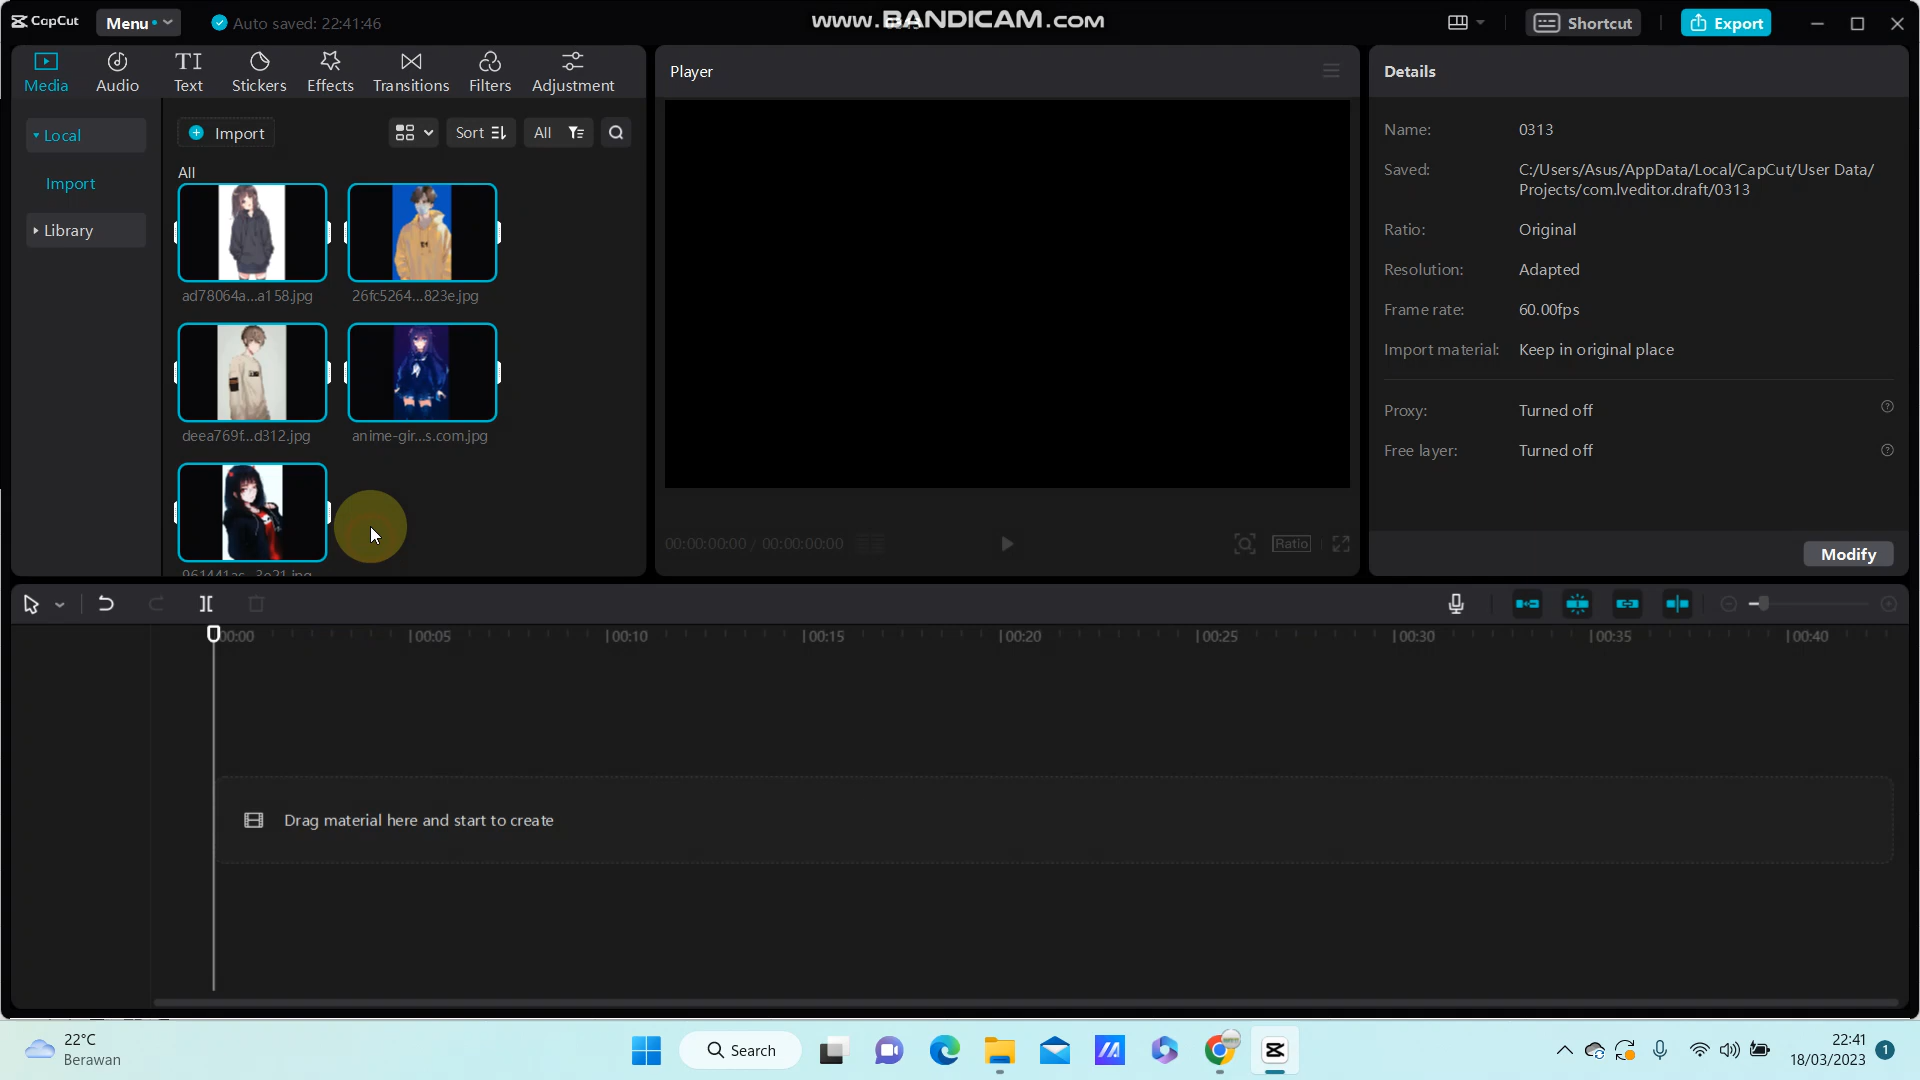 CapCut
Menu
Auto saved: 22:41:46
www.BANDICAM.com
Shortcut
Export
Media
Audio
Text
Stickers
Effects
Transitions
Filters
Adjustment
Player
Details
Local
Import
Library
Import
Sort
All
All
ad78064a...a158.jpg
26fc5264...823e.jpg
deea769f...d312.jpg
anime-gir...s.com.jpg
Name: 0313
Saved: C:/Users/Asus/AppData/Local/CapCut/User Data/
Projects/com.lveditor.draft/0313
Ratio: Original
Resolution: Adapted
Frame rate: 60.00fps
Import material: Keep in original place
Proxy: Turned off
Free layer: Turned off
Modify
00:00:00:00 / 00:00:00:00
Ratio
00:00
00:05
00:10
00:15
00:20
00:25
00:30
00:35
00:40
Drag material here and start to create
22°C
Berawan
Search
22:41
18/03/2023
1